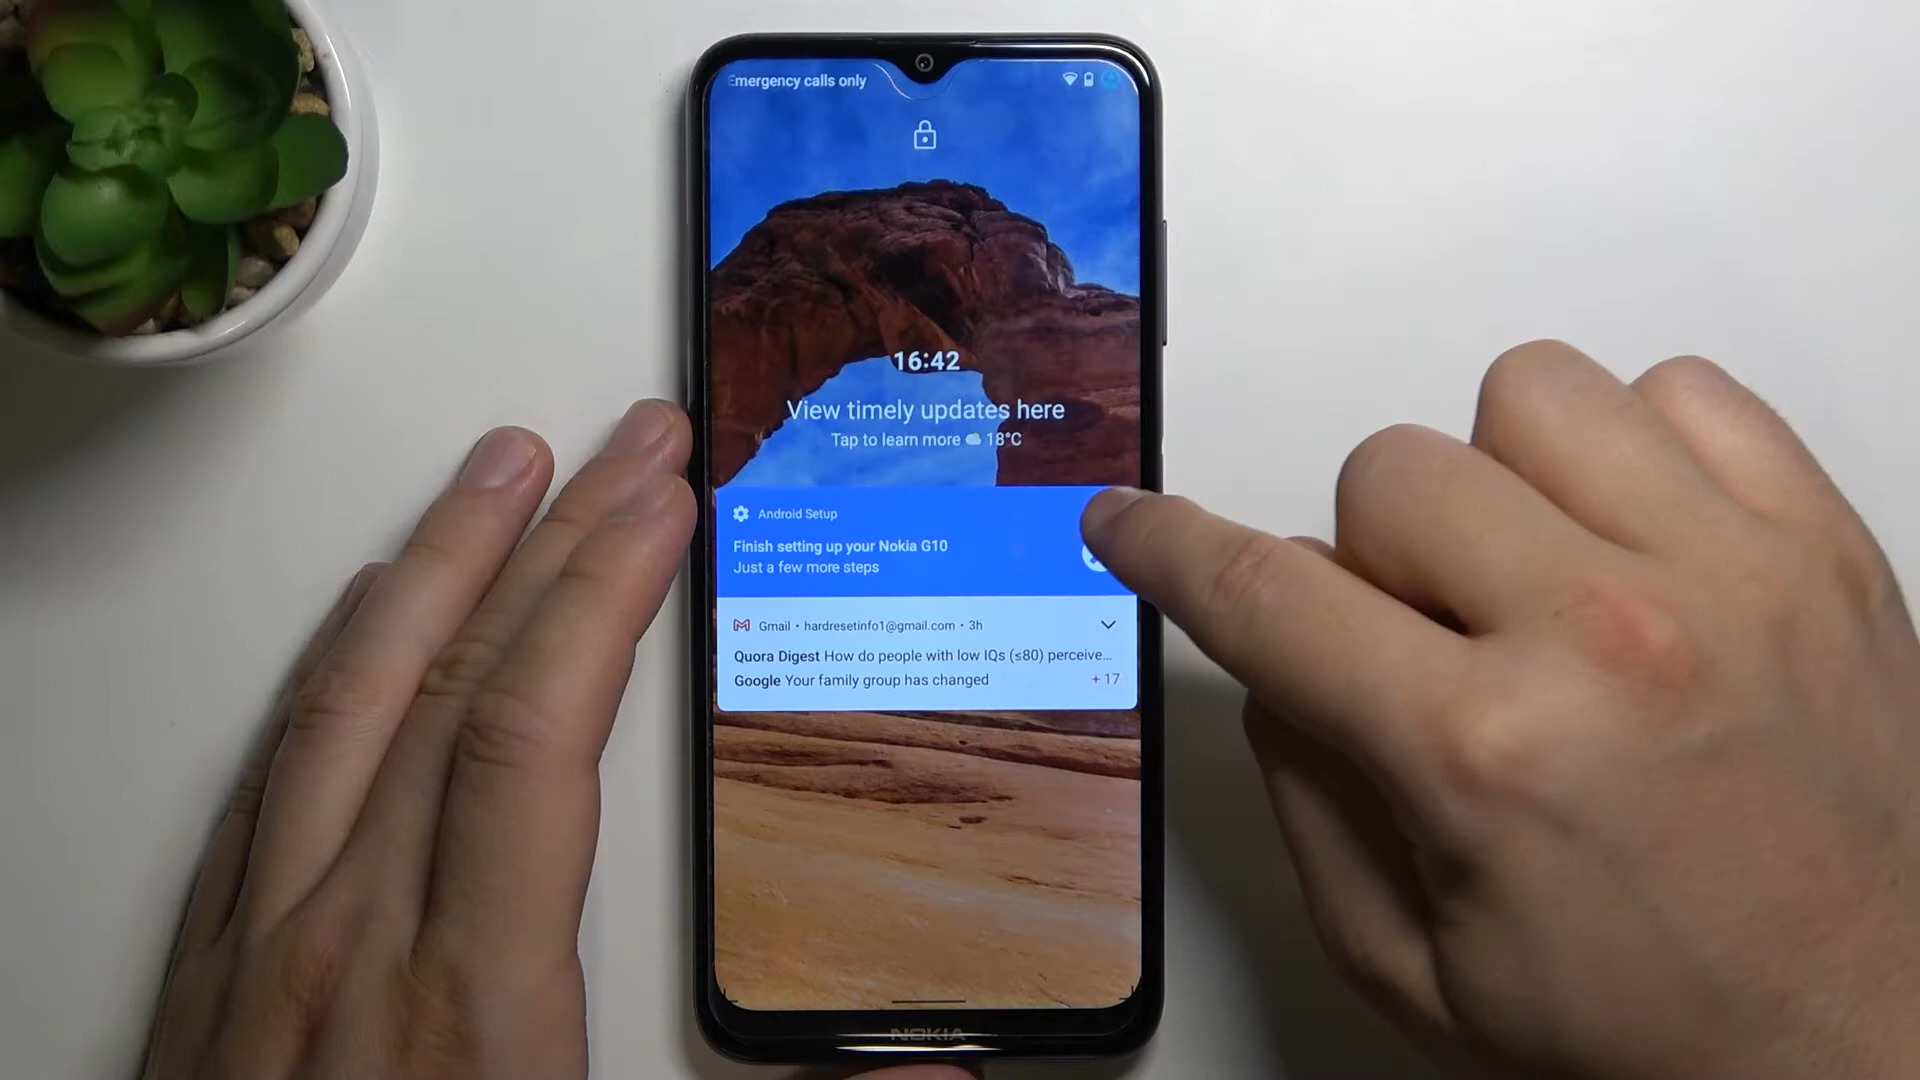 Emergency calls only
16:42
View timely updates here
Tap to learn more 18°C
Android Setup
Finish setting up your Nokia G10
Just a few more steps
Gmail • hardresetinfo1@gmail.com • 3h
Quora Digest How do people with low IQs (≤80) perceive...
Google Your family group has changed + 17
NOKIA